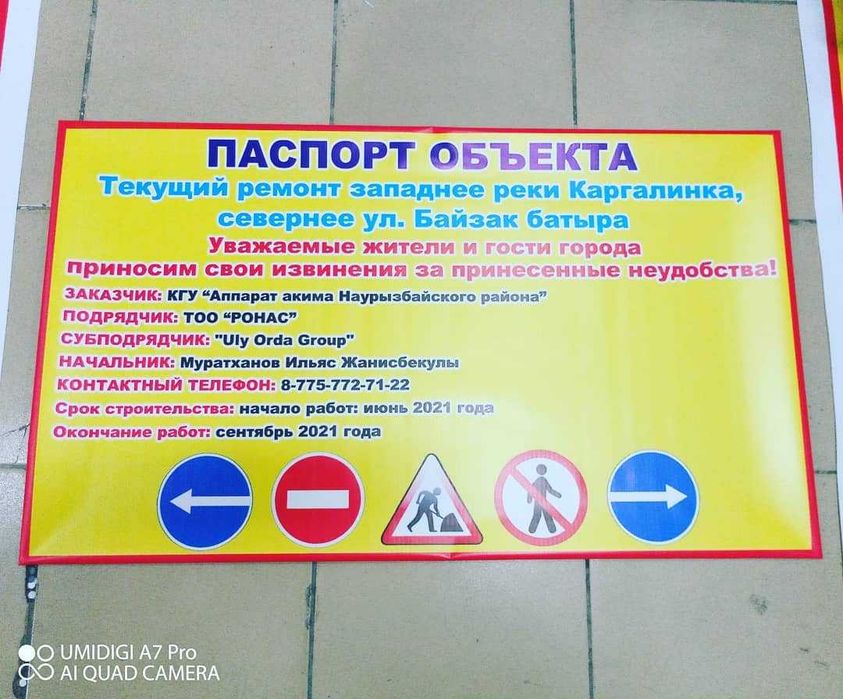 ПАСПОРТ ОБЪЕКТА
Текущий ремонт западнее реки Каргалинка,
севернее ул. Байзак батыра
Уважаемые жители и гости города
приносим свои извинения за принесенные неудобства!
ЗАКАЗЧИК: КГУ “Аппарат акима Наурызбайского района”
ПОДРЯДЧИК: ТОО “РОНАС”
СУБПОДРЯДЧИК: "Uly Orda Group"
НАЧАЛЬНИК: Муратханов Ильяс Жанисбекулы
КОНТАКТНЫЙ ТЕЛЕФОН: 8-775-772-71-22
Срок строительства: начало работ: июнь 2021 года
Окончание работ: сентябрь 2021 года
UMIDIGI A7 Pro
AI QUAD CAMERA